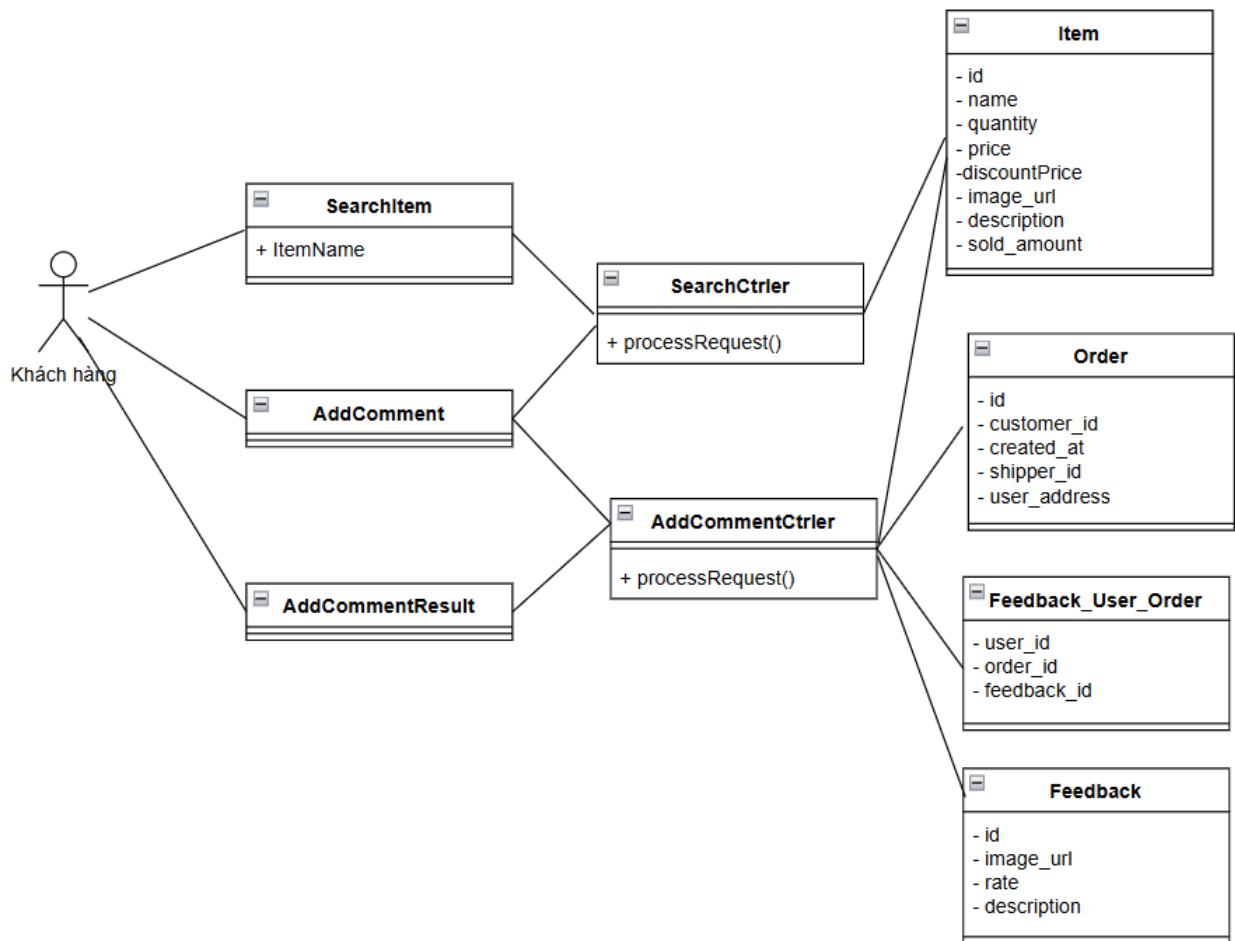 Khách hàng
SearchItem
+ ItemName
AddComment
AddCommentResult
SearchCtrler
+ processRequest()
AddCommentCtrler
+ processRequest()
Item
- id
- name
- quantity
- price
-discountPrice
- image_url
- description
- sold_amount
Order
- id
- customer_id
- created_at
- shipper_id
- user_address
Feedback_User_Order
- user_id
- order_id
- feedback_id
Feedback
- id
- image_url
- rate
- description